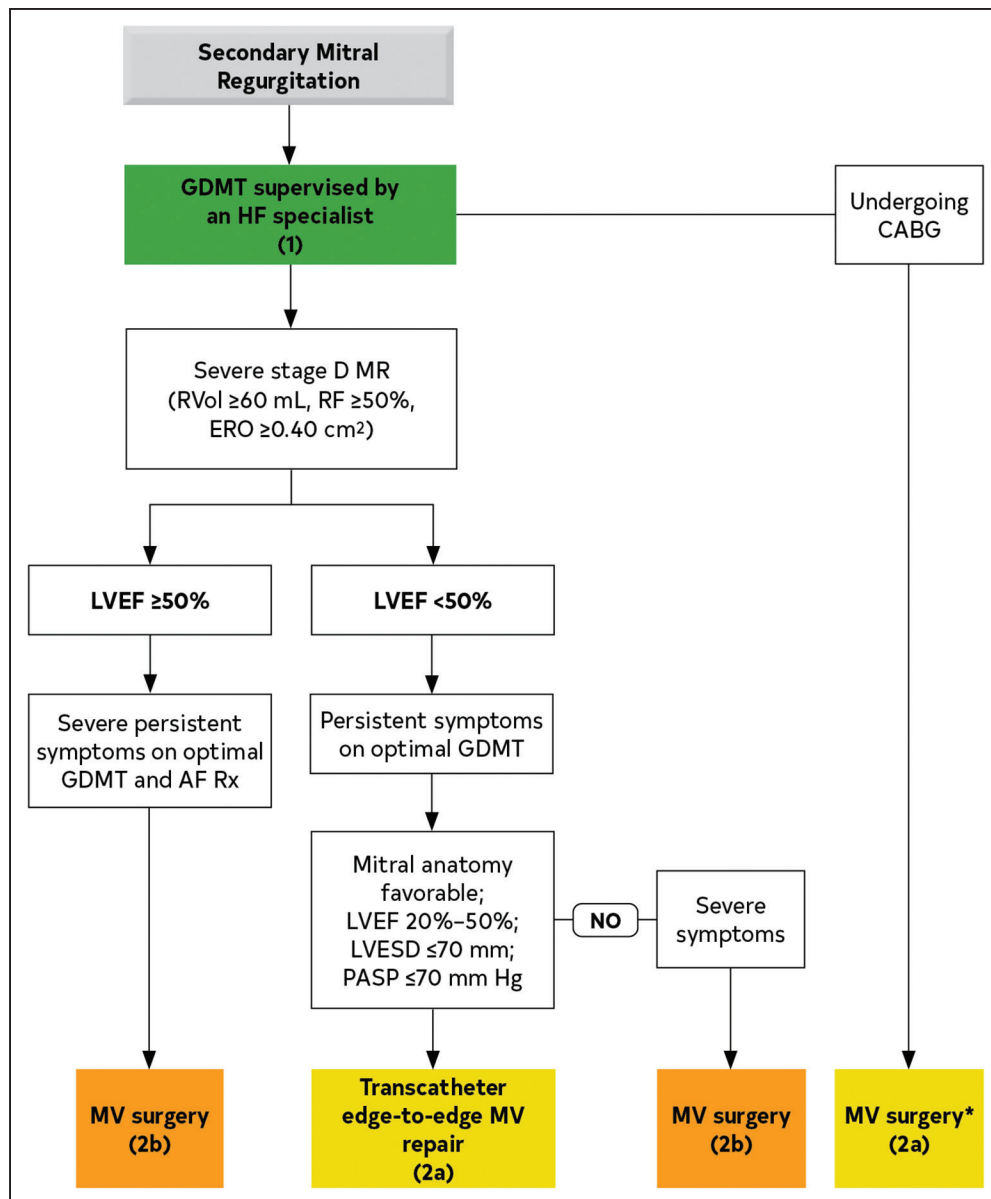 Secondary Mitral
Regurgitation
GDMT supervised by
an HF specialist
(1)
Undergoing
CABG
Severe stage D MR
(RVol ≥60 mL, RF ≥50%,
ERO ≥0.40 cm²)
LVEF ≥50%
LVEF <50%
Severe persistent
symptoms on optimal
GDMT and AF Rx
Persistent symptoms
on optimal GDMT
Mitral anatomy
favorable;
LVEF 20%–50%;
LVESD ≤70 mm;
PASP ≤70 mm Hg
NO
Severe
symptoms
MV surgery
(2b)
Transcatheter
edge-to-edge MV
repair
(2a)
MV surgery
(2b)
MV surgery*
(2a)